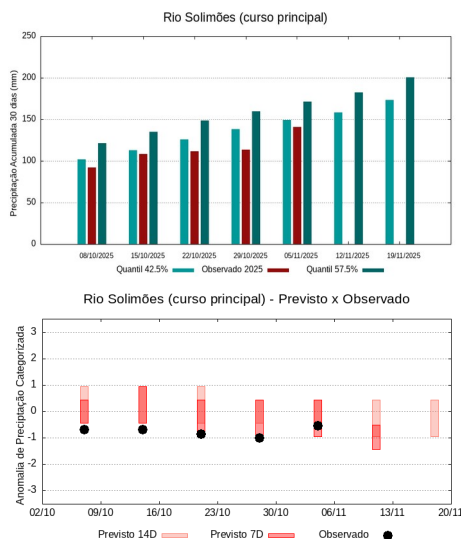 Rio Solimões (curso principal)
Precipitação Acumulada 30 dias (mm)
250
200
150
100
50
0
08/10/2025 15/10/2025 22/10/2025 29/10/2025 05/11/2025 12/11/2025 19/11/2025
Quantil 42.5% Observado 2025 Quantil 57.5%
Rio Solimões (curso principal) - Previsto x Observado
Anomalia de Preciptação Categorizada
3
2
1
0
-1
-2
-3
02/10 09/10 16/10 23/10 30/10 06/11 13/11 20/11
Previsto 14D Previsto 7D Observado